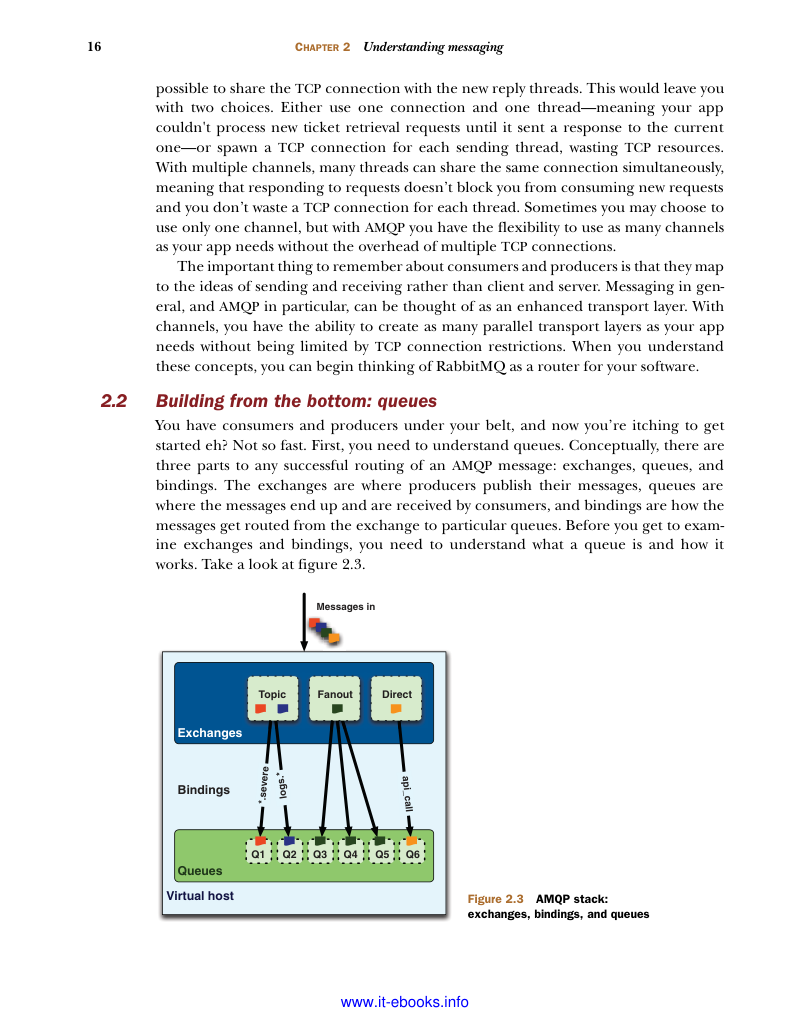 16
CHAPTER 2 Understanding messaging
possible to share the TCP connection with the new reply threads. This would leave you
with two choices. Either use one connection and one thread—meaning your app
couldn't process new ticket retrieval requests until it sent a response to the current
one—or spawn a TCP connection for each sending thread, wasting TCP resources.
With multiple channels, many threads can share the same connection simultaneously,
meaning that responding to requests doesn't block you from consuming new requests
and you don't waste a TCP connection for each thread. Sometimes you may choose to
use only one channel, but with AMQP you have the flexibility to use as many channels
as your app needs without the overhead of multiple TCP connections.
The important thing to remember about consumers and producers is that they map
to the ideas of sending and receiving rather than client and server. Messaging in gen-
eral, and AMQP in particular, can be thought of as an enhanced transport layer. With
channels, you have the ability to create as many parallel transport layers as your app
needs without being limited by TCP connection restrictions. When you understand
these concepts, you can begin thinking of RabbitMQ as a router for your software.
2.2 Building from the bottom: queues
You have consumers and producers under your belt, and now you're itching to get
started eh? Not so fast. First, you need to understand queues. Conceptually, there are
three parts to any successful routing of an AMQP message: exchanges, queues, and
bindings. The exchanges are where producers publish their messages, queues are
where the messages end up and are received by consumers, and bindings are how the
messages get routed from the exchange to particular queues. Before you get to exam-
ine exchanges and bindings, you need to understand what a queue is and how it
works. Take a look at figure 2.3.
Messages in
Topic Fanout Direct
Exchanges
Bindings
*.severe
logs.*
api_call
Q1 Q2 Q3 Q4 Q5 Q6
Queues
Virtual host
Figure 2.3 AMQP stack:
exchanges, bindings, and queues
www.it-ebooks.info